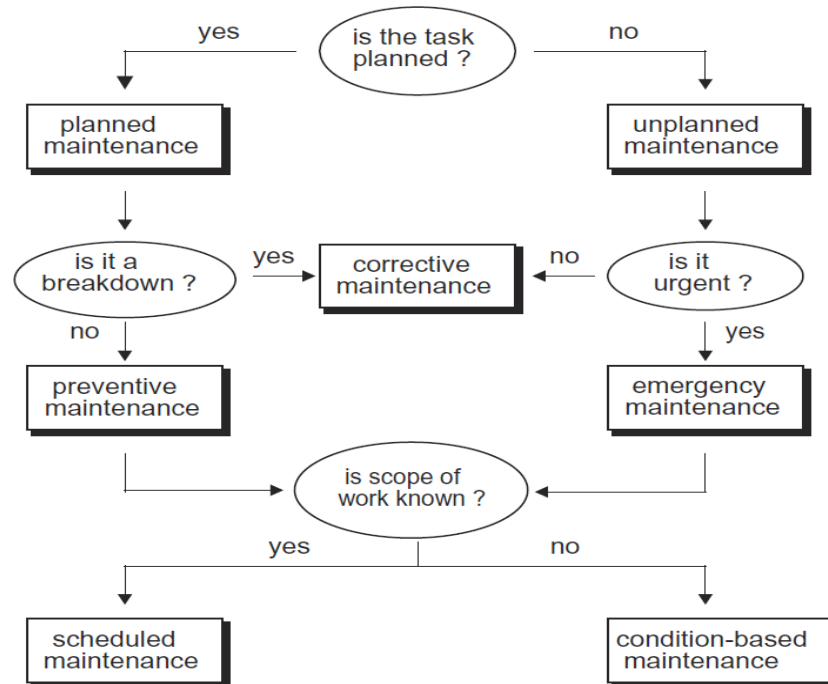 yes
is the task
planned ?
no
planned
maintenance
unplanned
maintenance
is it a
breakdown ?
yes
corrective
maintenance
no
is it
urgent ?
no
yes
preventive
maintenance
emergency
maintenance
is scope of
work known ?
yes
no
scheduled
maintenance
condition-based
maintenance